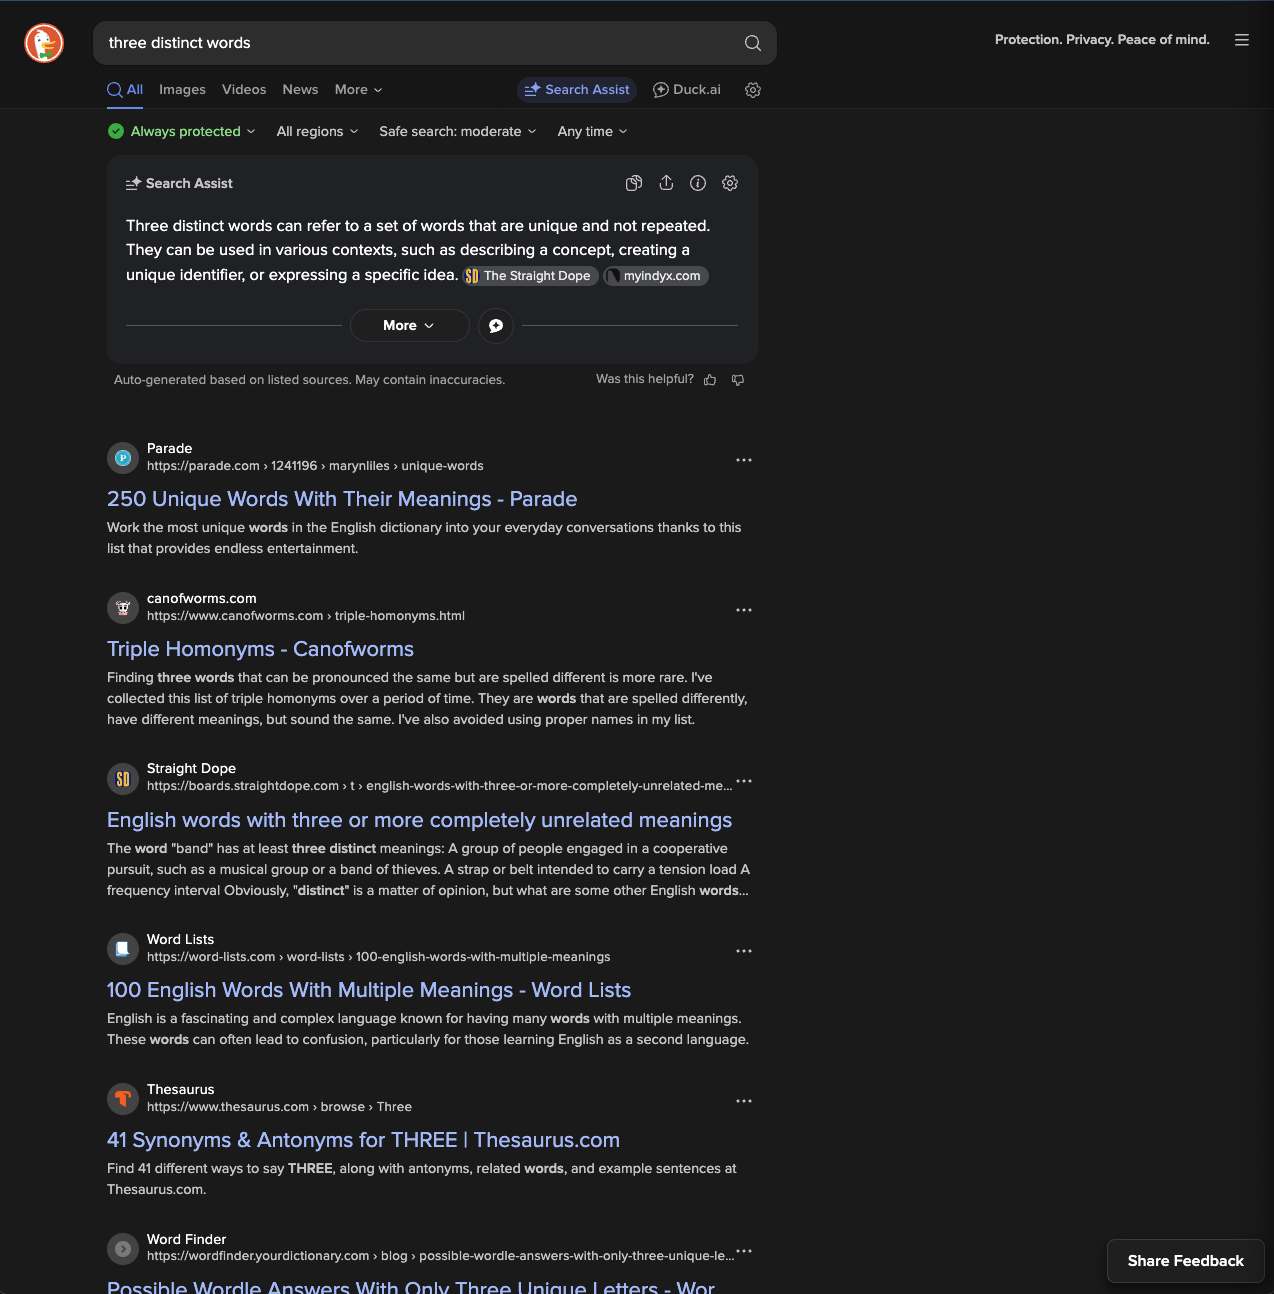 three distinct words
Protection. Privacy. Peace of mind.
All Images Videos News More Search Assist Duck.ai
Always protected All regions Safe search: moderate Any time
Search Assist
Three distinct words can refer to a set of words that are unique and not repeated.
They can be used in various contexts, such as describing a concept, creating a
unique identifier, or expressing a specific idea. SD The Straight Dope myindyx.com
More
Auto-generated based on listed sources. May contain inaccuracies. Was this helpful?
P
Parade
https://parade.com › 1241196 › marynliles › unique-words
250 Unique Words With Their Meanings - Parade
Work the most unique words in the English dictionary into your everyday conversations thanks to this
list that provides endless entertainment.
canofworms.com
https://www.canofworms.com › triple-homonyms.html
Triple Homonyms - Canofworms
Finding three words that can be pronounced the same but are spelled different is more rare. I've
collected this list of triple homonyms over a period of time. They are words that are spelled differently,
have different meanings, but sound the same. I've also avoided using proper names in my list.
SD
Straight Dope
https://boards.straightdope.com › t › english-words-with-three-or-more-completely-unrelated-me...
English words with three or more completely unrelated meanings
The word "band" has at least three distinct meanings: A group of people engaged in a cooperative
pursuit, such as a musical group or a band of thieves. A strap or belt intended to carry a tension load A
frequency interval Obviously, "distinct" is a matter of opinion, but what are some other English words...
Word Lists
https://word-lists.com › word-lists › 100-english-words-with-multiple-meanings
100 English Words With Multiple Meanings - Word Lists
English is a fascinating and complex language known for having many words with multiple meanings.
These words can often lead to confusion, particularly for those learning English as a second language.
Thesaurus
https://www.thesaurus.com › browse › Three
41 Synonyms & Antonyms for THREE | Thesaurus.com
Find 41 different ways to say THREE, along with antonyms, related words, and example sentences at
Thesaurus.com.
Word Finder
https://wordfinder.yourdictionary.com › blog › possible-wordle-answers-with-only-three-unique-le...
Possible Wordle Answers With Only Three Unique Letters - Wor
Share Feedback